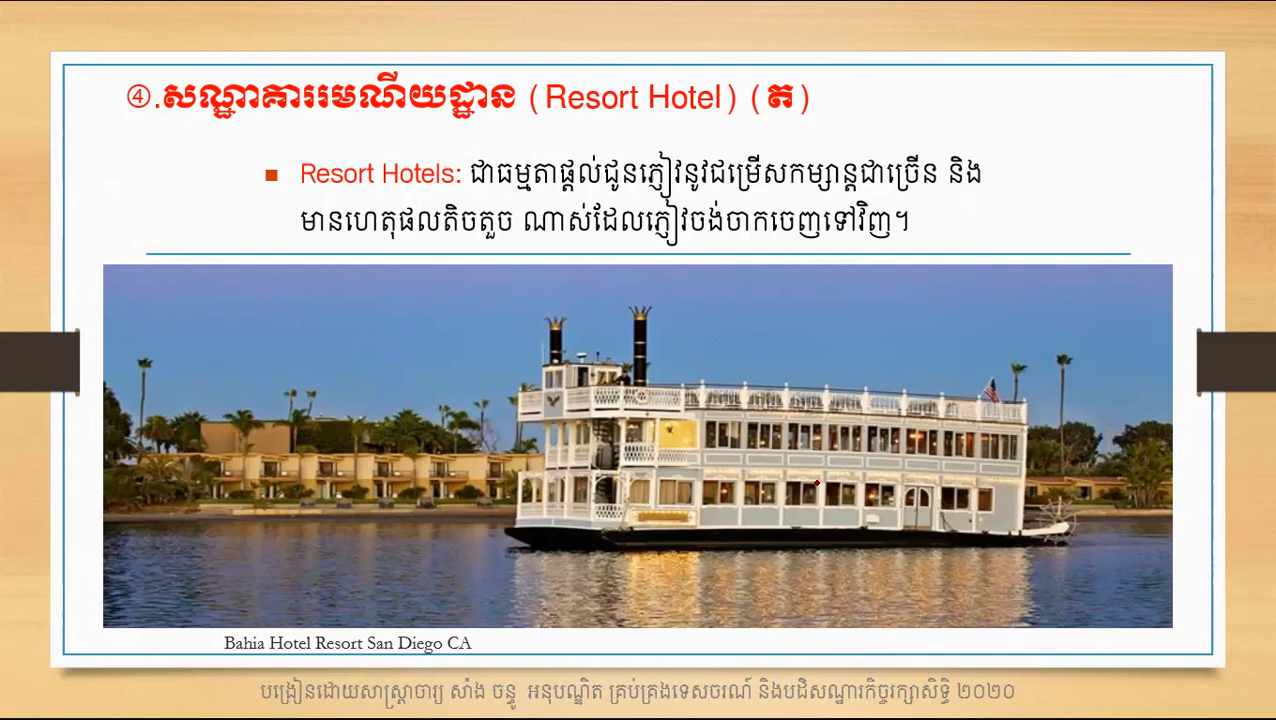 ④.សណ្ឋាគាររមណីយដ្ឋាន (Resort Hotel) (ត)
■ Resort Hotels: ជាធម្មតាផ្តល់ជូនភ្ញៀវនូវជម្រើសកម្សាន្តជាច្រើន និង
មានហេតុផលតិចតួច ណាស់ដែលភ្ញៀវចង់ចាកចេញទៅវិញ។
Bahia Hotel Resort San Diego CA
បង្រៀនដោយសាស្ត្រាចារ្យ សាំង ចន្ធូ អនុបណ្ឌិត គ្រប់គ្រងទេសចរណ៍ និងបដិសណ្ឋារកិច្ចរក្សាសិទ្ធិ ២០២០